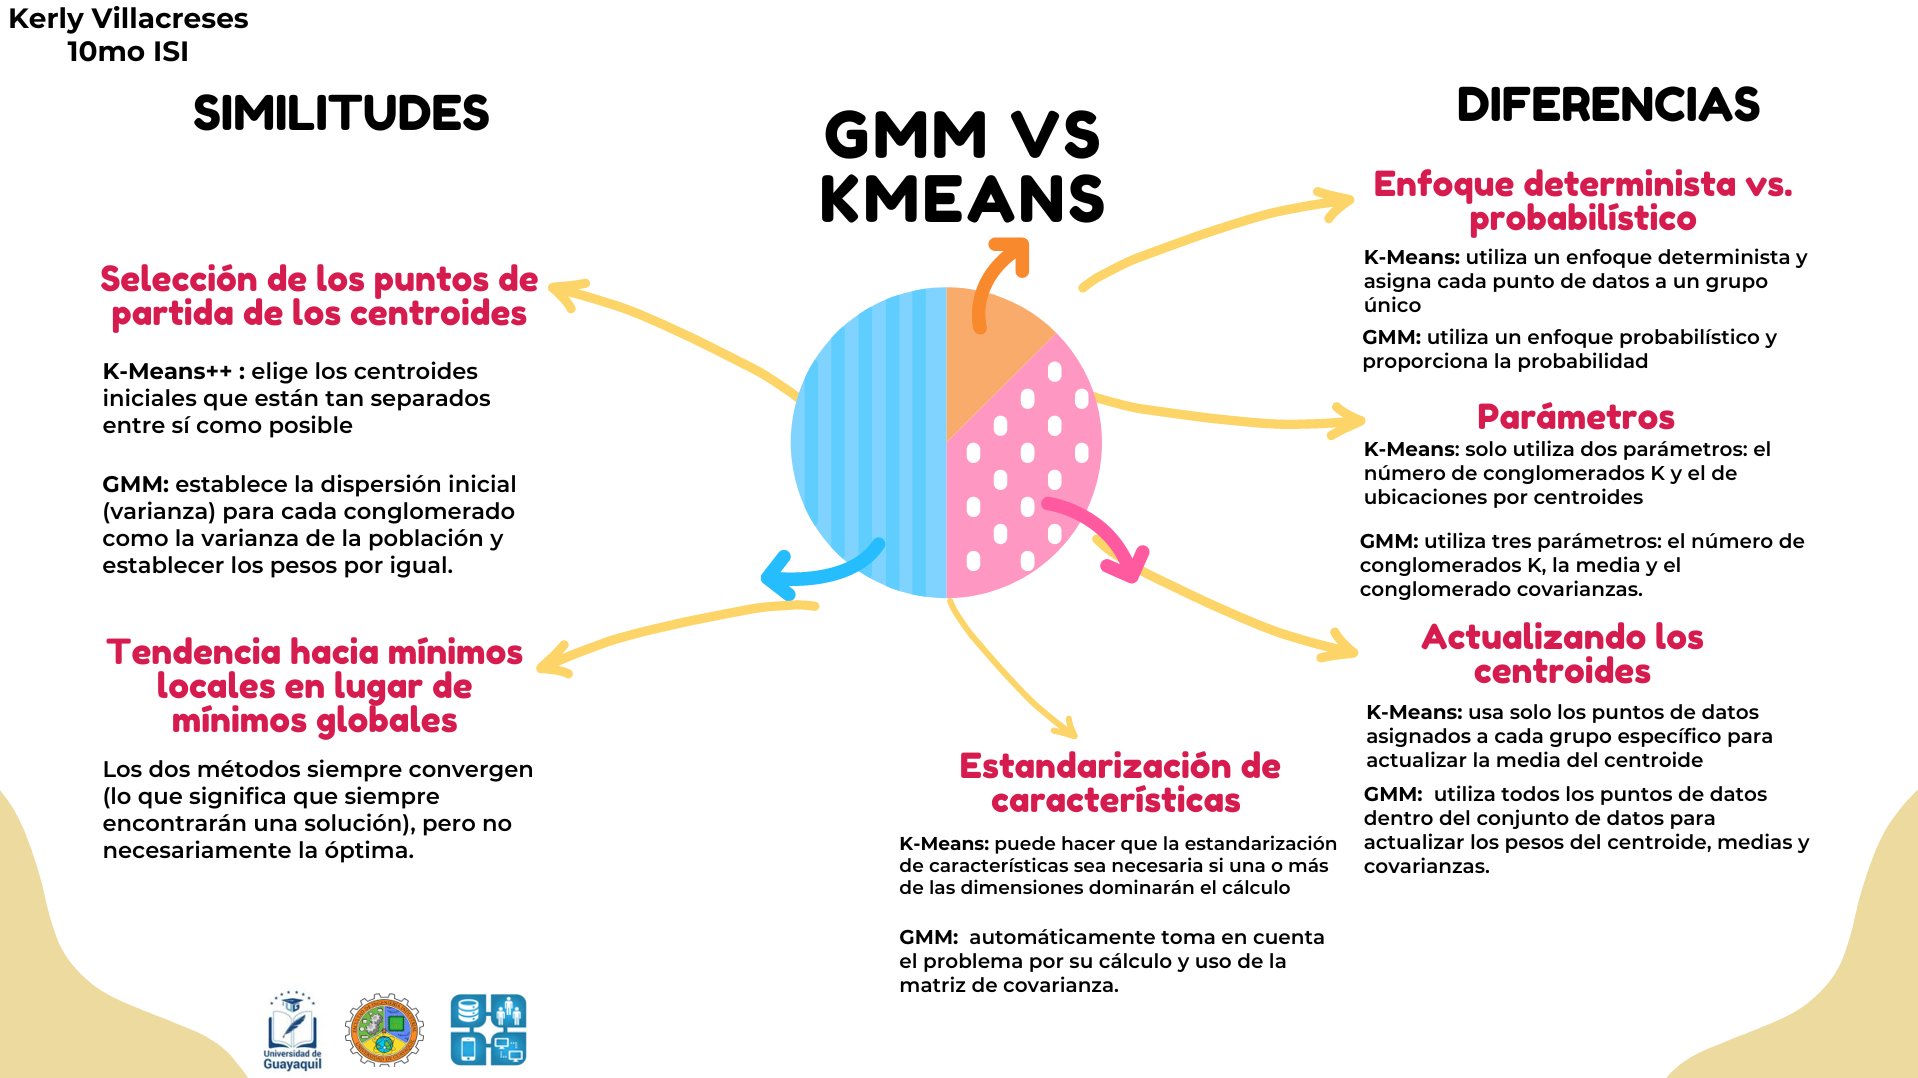 Kerly Villacreses
10mo ISI
SIMILITUDES
GMM VS
KMEANS
DIFERENCIAS
Selección de los puntos de
partida de los centroides
K-Means++ : elige los centroides
iniciales que están tan separados
entre sí como posible
GMM: establece la dispersión inicial
(varianza) para cada conglomerado
como la varianza de la población y
establecer los pesos por igual.
Tendencia hacia mínimos
locales en lugar de
mínimos globales
Los dos métodos siempre convergen
(lo que significa que siempre
encontrarán una solución), pero no
necesariamente la óptima.
Enfoque determinista vs.
probabilístico
K-Means: utiliza un enfoque determinista y
asigna cada punto de datos a un grupo
único
GMM: utiliza un enfoque probabilístico y
proporciona la probabilidad
Parámetros
K-Means: solo utiliza dos parámetros: el
número de conglomerados K y el de
ubicaciones por centroides
GMM: utiliza tres parámetros: el número de
conglomerados K, la media y el
conglomerado covarianzas.
Actualizando los
centroides
K-Means: usa solo los puntos de datos
asignados a cada grupo específico para
actualizar la media del centroide
GMM: utiliza todos los puntos de datos
dentro del conjunto de datos para
actualizar los pesos del centroide, medias y
covarianzas.
Estandarización de
características
K-Means: puede hacer que la estandarización
de características sea necesaria si una o más
de las dimensiones dominarán el cálculo
GMM: automáticamente toma en cuenta
el problema por su cálculo y uso de la
matriz de covarianza.
Universidad de
Guayaquil